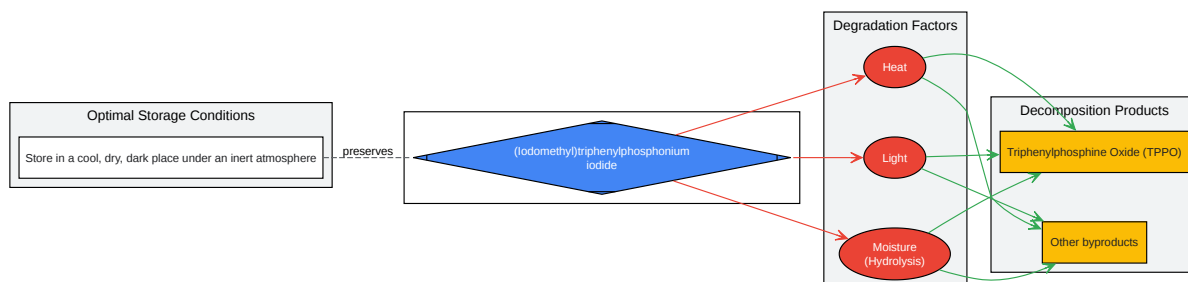 Optimal Storage Conditions
Store in a cool, dry, dark place under an inert atmosphere
preserves
(Iodomethyl)triphenylphosphonium
iodide
Degradation Factors
Heat
Light
Moisture
(Hydrolysis)
Decomposition Products
Triphenylphosphine Oxide (TPPO)
Other byproducts